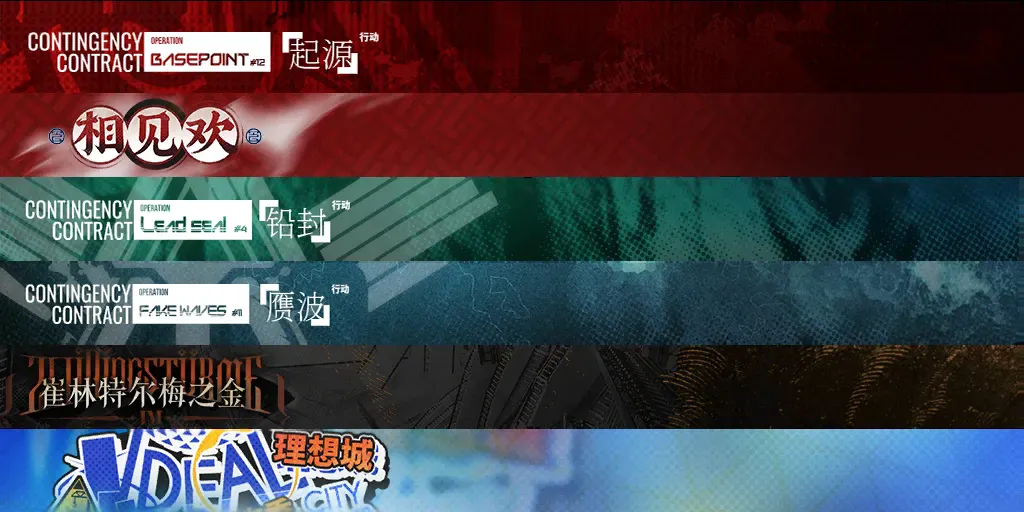 CONTINGENCY
CONTRACT
OPERATION
BASEPOINT #12
起源
行动
相见欢
CONTINGENCY
CONTRACT
OPERATION
Lead seal #4
铅封
行动
CONTINGENCY
CONTRACT
OPERATION
FAKE WAVES #11
赝波
行动
ZWILLINGSTÜRME
IM
崔林特尔梅之金
IDEAL
理想城
CITY